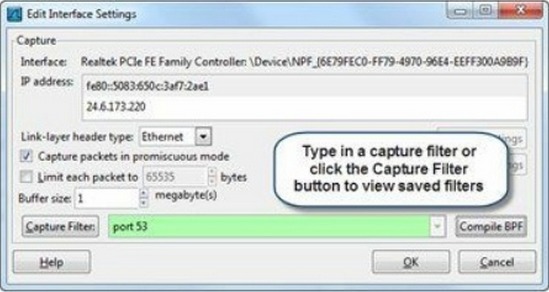 Edit Interface Settings
Capture
Interface: Realtek PCIe FE Family Controller: \Device\NPF_{6E79FEC0-FF79-4970-96E4-EEFF300A9B9F}
IP address: fe80::5083:650c:3af7:2ae1
24.6.173.220
Link-layer header type: Ethernet
Capture packets in promiscuous mode
Limit each packet to 65535 bytes
Buffer size: 1 megabyte(s)
Type in a capture filter or
click the Capture Filter
button to view saved filters
Capture Filter: port 53 Compile BPF
Help OK Cancel